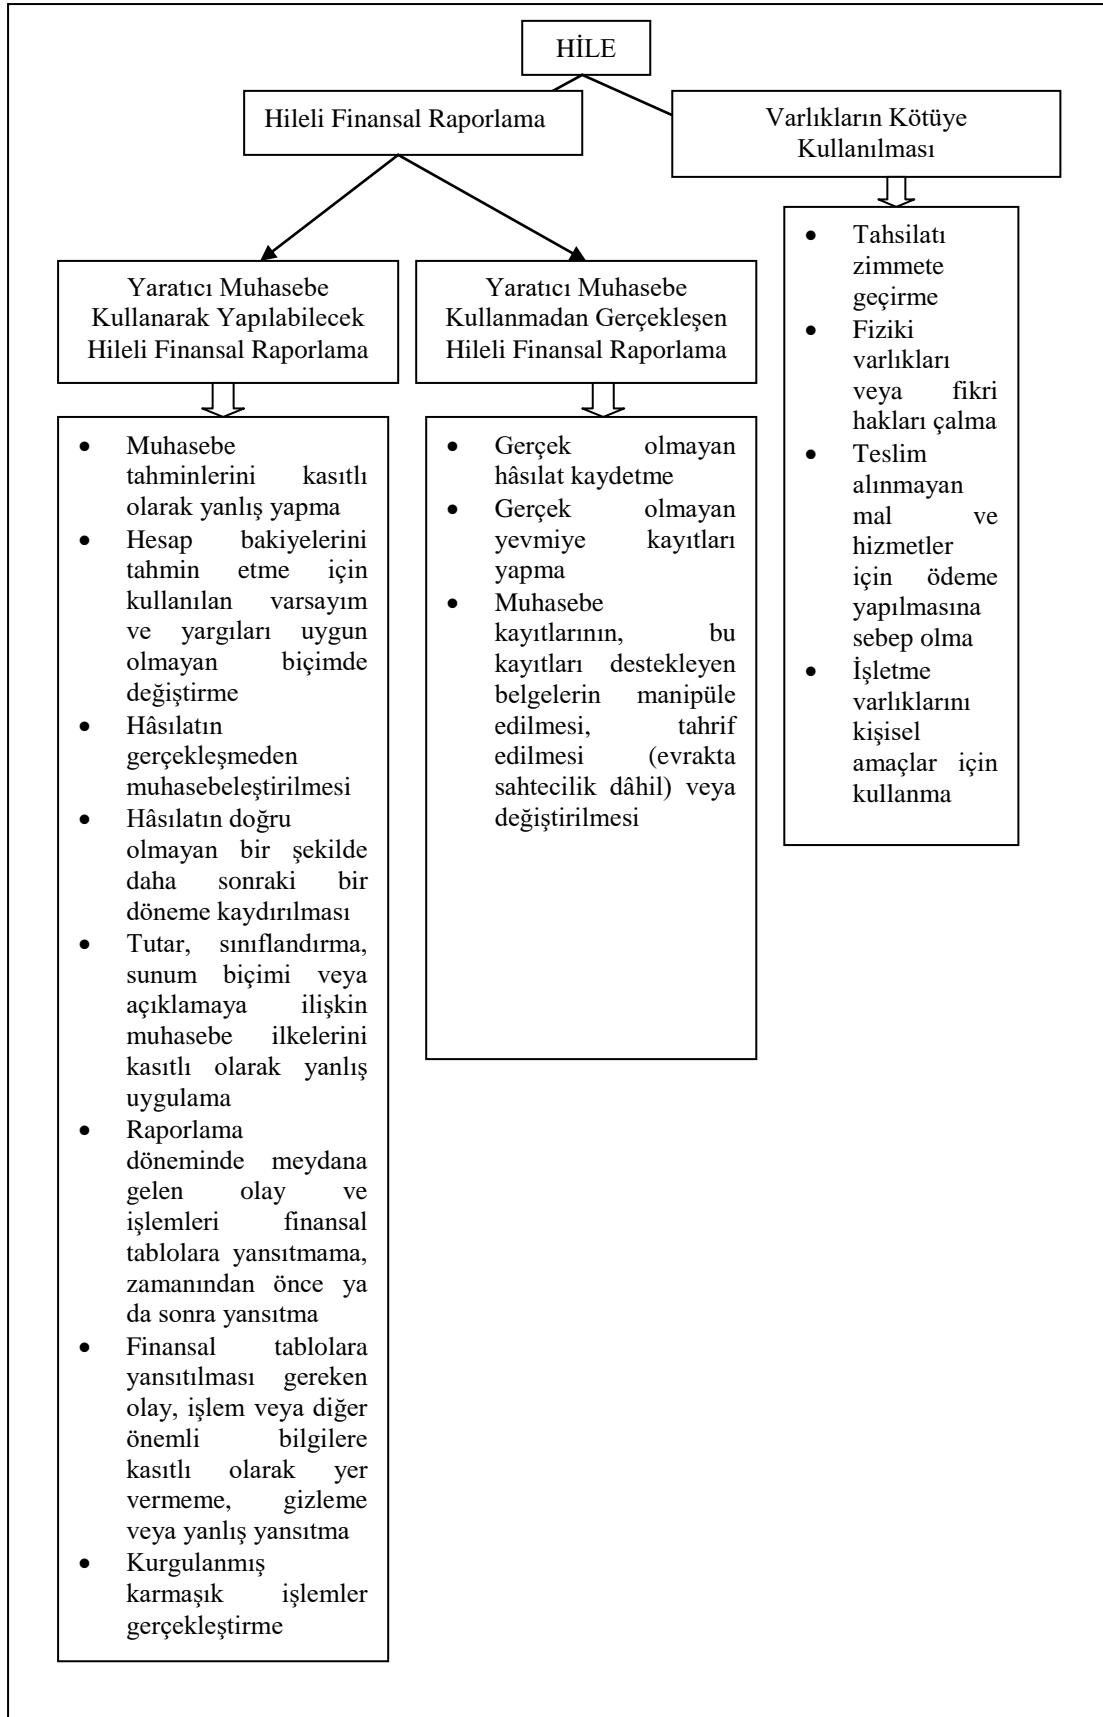 HİLE
Hileli Finansal Raporlama
Varlıkların Kötüye
Kullanılması
Yaratıcı Muhasebe
Kullanarak Yapılabilecek
Hileli Finansal Raporlama
• Muhasebe
tahminlerini kasıtlı
olarak yanlış yapma
• Hesap bakiyelerini
tahmin etme için
kullanılan varsayım
ve yargıları uygun
olmayan biçimde
değiştirme
• Hâsılatın
gerçekleşmeden
muhasebeleştirilmesi
• Hâsılatın doğru
olmayan bir şekilde
daha sonraki bir
döneme kaydırılması
• Tutar, sınıflandırma,
sunum biçimi veya
açıklamaya ilişkin
muhasebe ilkelerini
kasıtlı olarak yanlış
uygulama
• Raporlama
döneminde meydana
gelen olay ve
işlemleri finansal
tablolara yansıtmama,
zamanından önce ya
da sonra yansıtma
• Finansal tablolara
yansıtılması gereken
olay, işlem veya diğer
önemli bilgilere
kasıtlı olarak yer
vermeme, gizleme
veya yanlış yansıtma
• Kurgulanmış
karmaşık işlemler
gerçekleştirme
Yaratıcı Muhasebe
Kullanmadan Gerçekleşen
Hileli Finansal Raporlama
• Gerçek olmayan
hâsılat kaydetme
• Gerçek olmayan
yevmiye kayıtları
yapma
• Muhasebe
kayıtlarının, bu
kayıtları destekleyen
belgelerin manipüle
edilmesi, tahrif
edilmesi (evrakta
sahtecilik dâhil) veya
değiştirilmesi
• Tahsilatı
zimmete
geçirme
• Fiziki
varlıkları
veya fikri
hakları çalma
• Teslim
alınmayan
mal ve
hizmetler
için ödeme
yapılmasına
sebep olma
• İşletme
varlıklarını
kişisel
amaçlar için
kullanma